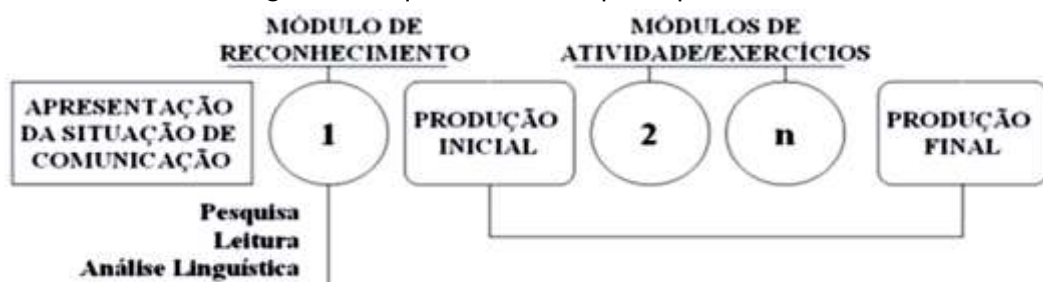 MÓDULO DE
RECONHECIMENTO
MÓDULOS DE
ATIVIDADE/EXERCÍCIOS
APRESENTAÇÃO
DA SITUAÇÃO DE
COMUNICAÇÃO
1
PRODUÇÃO
INICIAL
2
n
PRODUÇÃO
FINAL
Pesquisa
Leitura
Análise Linguística